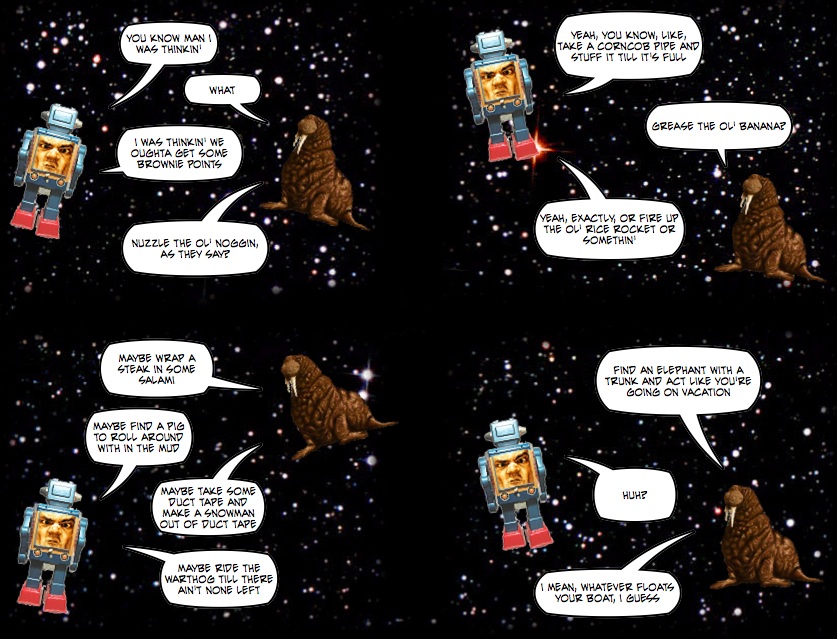 YOU KNOW MAN I
WAS THINKIN'
WHAT
I WAS THINKIN' WE
OUGHTA GET SOME
BROWNIE POINTS
NUZZLE THE OL' NOGGIN,
AS THEY SAY?
YEAH, YOU KNOW, LIKE,
TAKE A CORNCOB PIPE AND
STUFF IT TILL IT'S FULL
GREASE THE OL' BANANA?
YEAH, EXACTLY, OR FIRE UP
THE OL' RICE ROCKET OR
SOMETHIN'
MAYBE WRAP A
STEAK IN SOME
SALAMI
MAYBE FIND A PIG
TO ROLL AROUND
WITH IN THE MUD
MAYBE TAKE SOME
DUCT TAPE AND
MAKE A SNOWMAN
OUT OF DUCT TAPE
MAYBE RIDE THE
WARTHOG TILL THERE
AIN'T NONE LEFT
FIND AN ELEPHANT WITH A
TRUNK AND ACT LIKE YOU'RE
GOING ON VACATION
HUH?
I MEAN, WHATEVER FLOATS
YOUR BOAT, I GUESS